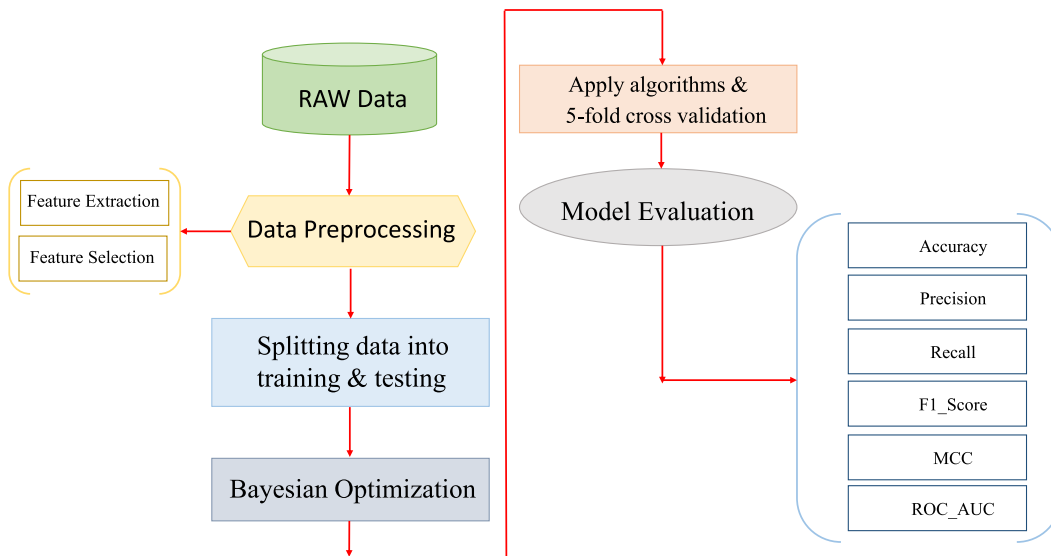 RAW Data
Feature Extraction
Feature Selection
Data Preprocessing
Splitting data into
training & testing
Bayesian Optimization
Apply algorithms &
5-fold cross validation
Model Evaluation
Accuracy
Precision
Recall
F1_Score
MCC
ROC_AUC